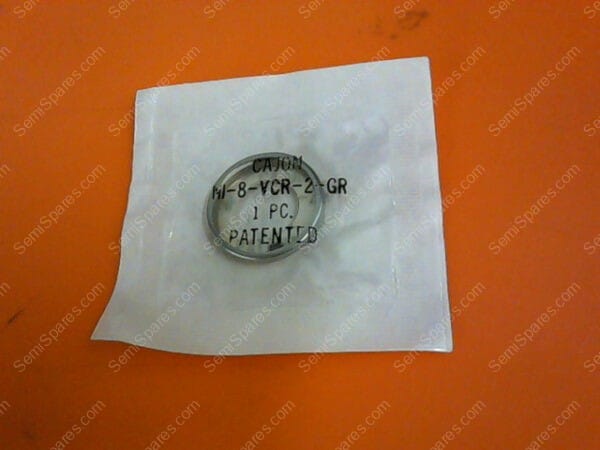 CAJON
NI-8-VCR-2-GR
1 PC.
PATENTED
SemiSpares.com